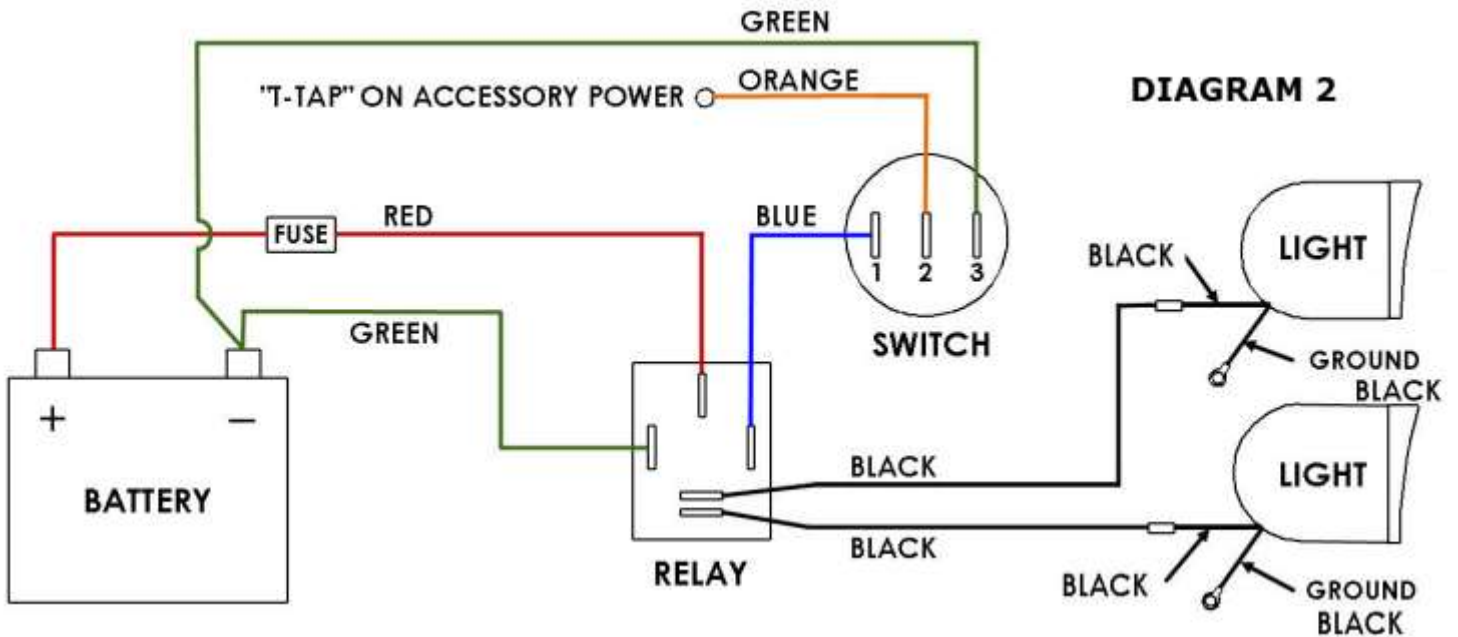 GREEN
"T-TAP" ON ACCESSORY POWER
ORANGE
DIAGRAM 2
FUSE
RED
BLUE
1 2 3
SWITCH
BLACK
LIGHT
GROUND
BLACK
GREEN
+ –
BATTERY
RELAY
BLACK
BLACK
LIGHT
BLACK
GROUND
BLACK